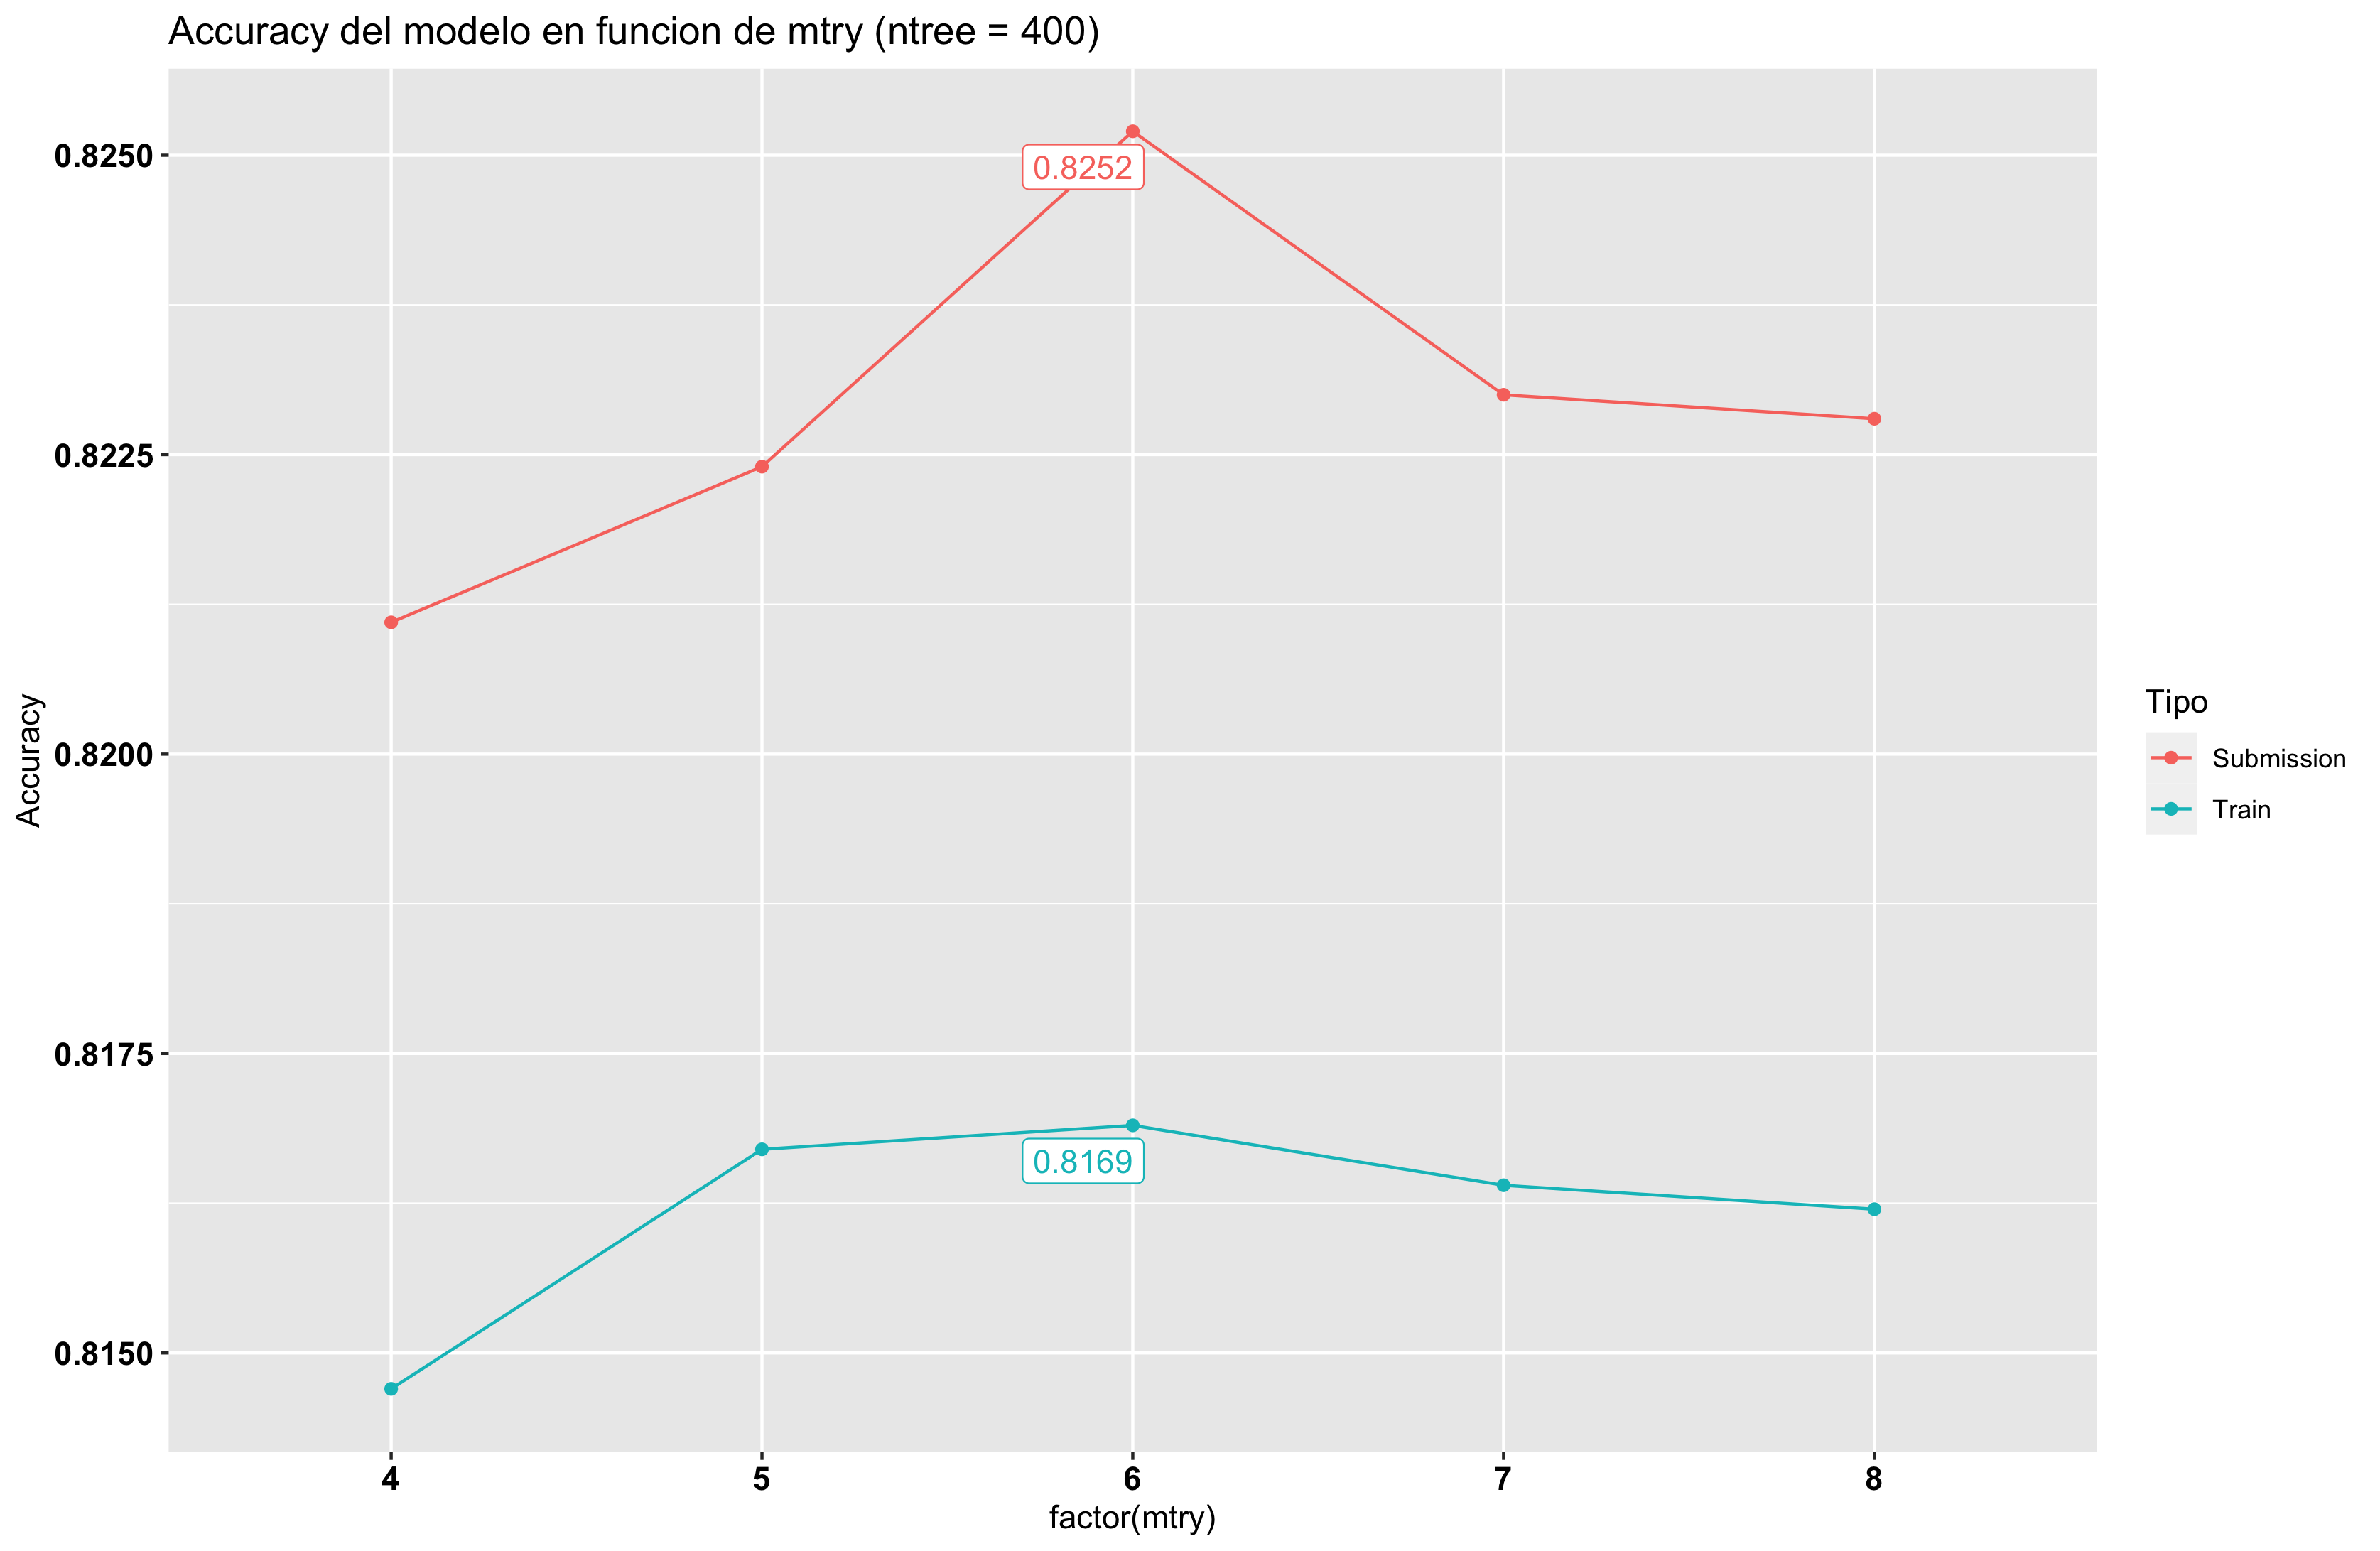 Accuracy del modelo en funcion de mtry (ntree = 400)
0.8250
0.8252
0.8225
0.8200
0.8175
0.8169
0.8150
Accuracy
4 5 6 7 8
factor(mtry)
Tipo
Submission
Train